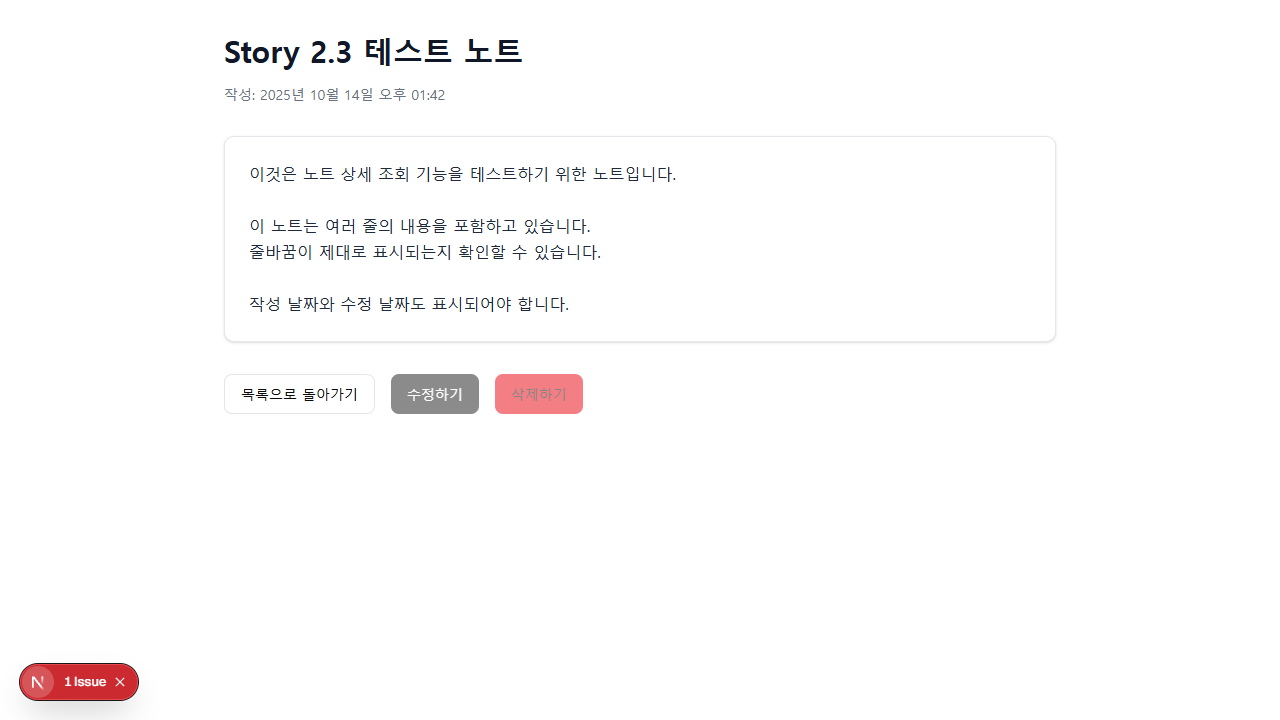 Story 2.3 테스트 노트
작성: 2025년 10월 14일 오후 01:42
이것은 노트 상세 조회 기능을 테스트하기 위한 노트입니다.
이 노트는 여러 줄의 내용을 포함하고 있습니다.
줄바꿈이 제대로 표시되는지 확인할 수 있습니다.
작성 날짜와 수정 날짜도 표시되어야 합니다.
목록으로 돌아가기 수정하기 삭제하기
N 1 Issue